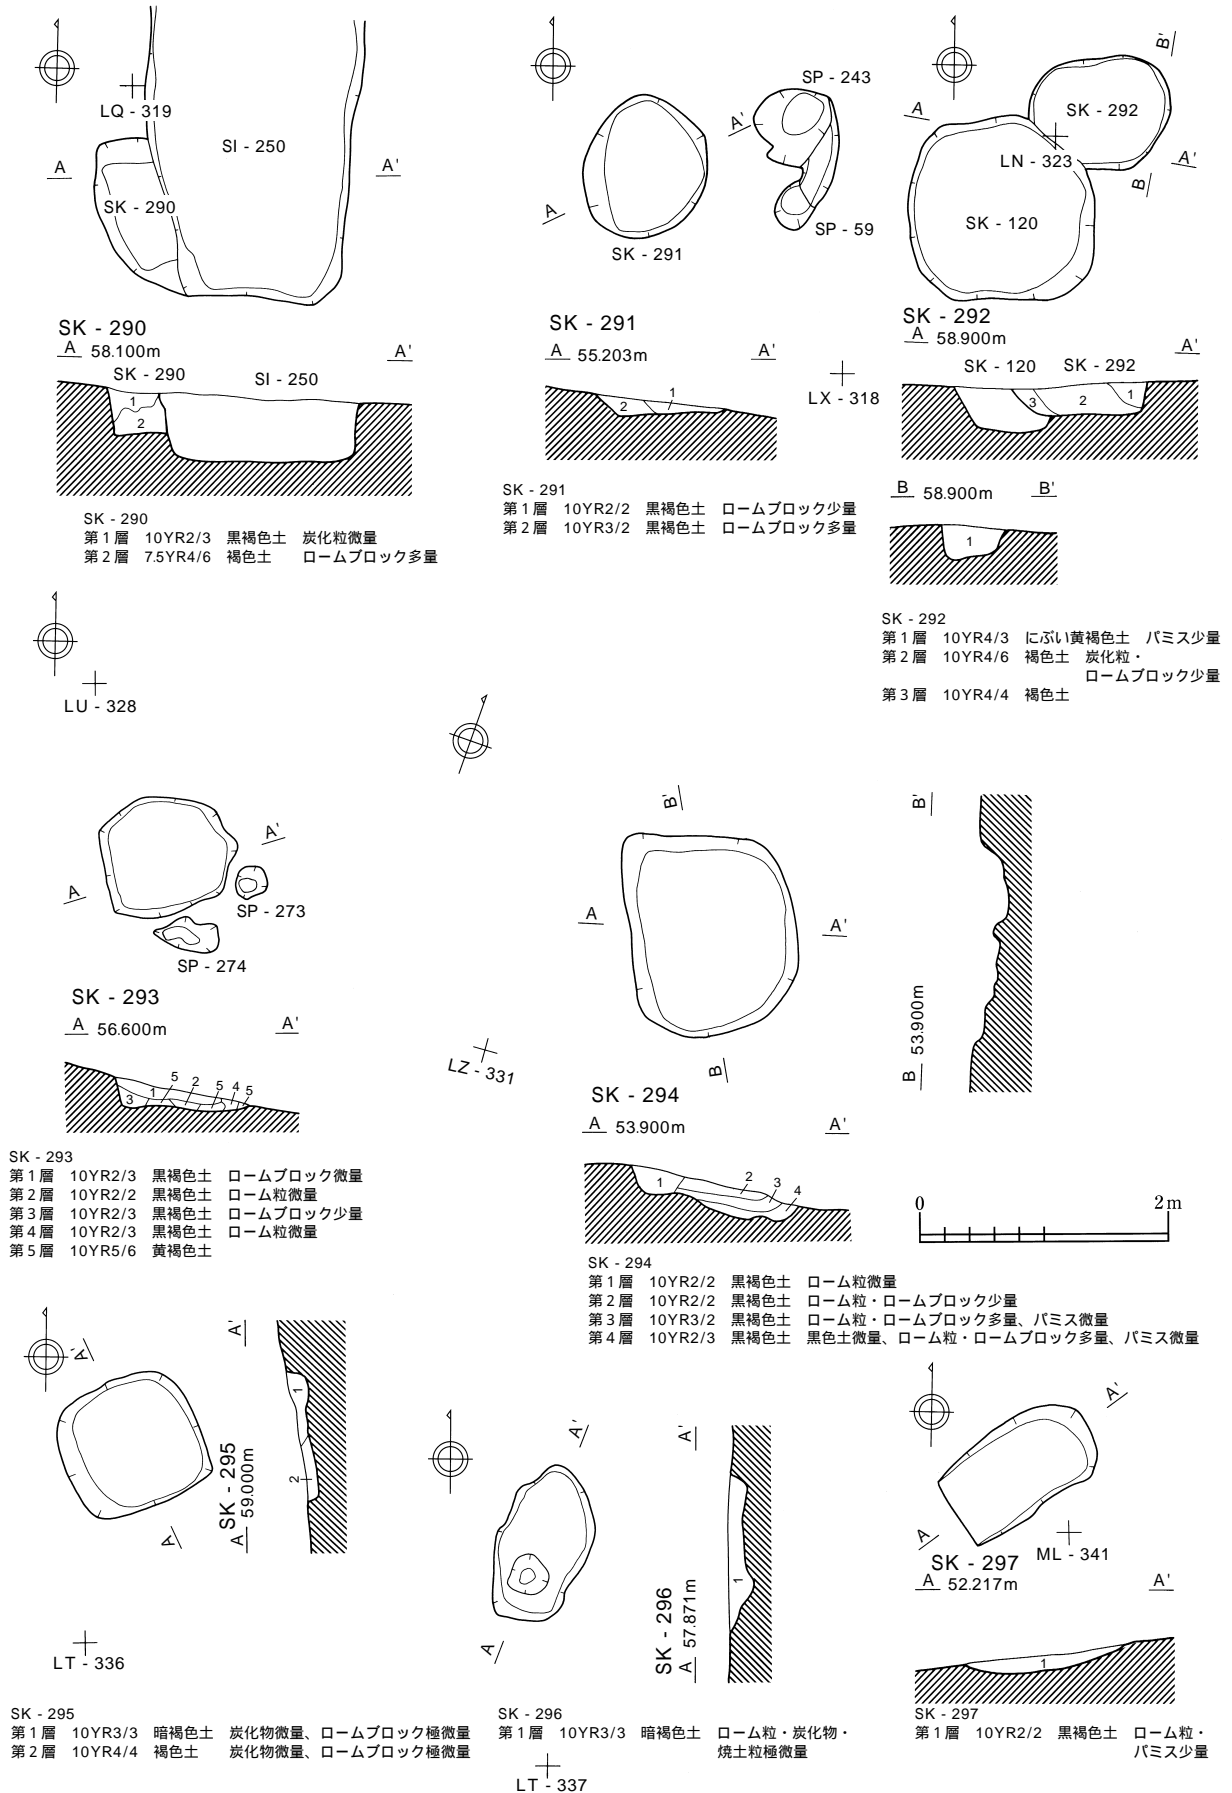 LQ - 319
SI - 250
A
A'
SK - 290
SK - 290
A 58.100m
A'
SK - 290
SI - 250
1
2
SK - 290
第1層 10YR2/3 黒褐色土 炭化粒微量
第2層 7.5YR4/6 褐色土 ロームブロック多量
SP - 243
A'
A
SP - 59
SK - 291
SK - 291
A 55.203m
A'
1
2
LX - 318
SK - 291
第1層 10YR2/2 黒褐色土 ロームブロック少量
第2層 10YR3/2 黒褐色土 ロームブロック多量
B'
A
SK - 292
LN - 323
A'
B
SK - 120
SK - 292
A 58.900m
A'
SK - 120
SK - 292
3
2
1
B 58.900m
B'
1
SK - 292
第1層 10YR4/3 にぶい黄褐色土 パミス少量
第2層 10YR4/6 褐色土 炭化粒・
ロームブロック少量
第3層 10YR4/4 褐色土
LU - 328
A'
A
SP - 273
SP - 274
SK - 293
A 56.600m
A'
5
2
5
4
5
3
1
SK - 293
第1層 10YR2/3 黒褐色土 ロームブロック微量
第2層 10YR2/2 黒褐色土 ローム粒微量
第3層 10YR2/3 黒褐色土 ロームブロック少量
第4層 10YR2/3 黒褐色土 ローム粒微量
第5層 10YR5/6 黄褐色土
B'
A
A'
B
LZ - 331
B'
B 53.900m
SK - 294
A 53.900m
A'
1
2
3
4
0
2m
SK - 294
第1層 10YR2/2 黒褐色土 ローム粒微量
第2層 10YR2/2 黒褐色土 ローム粒・ロームブロック少量
第3層 10YR3/2 黒褐色土 ローム粒・ロームブロック多量、パミス微量
第4層 10YR2/3 黒褐色土 黒色土微量、ローム粒・ロームブロック多量、パミス微量
A'
A
A'
SK - 295
A 59.000m
1
2
LT - 336
SK - 295
第1層 10YR3/3 暗褐色土 炭化物微量、ロームブロック極微量
第2層 10YR4/4 褐色土 炭化物微量、ロームブロック極微量
A'
A
A'
SK - 296
A 57.871m
1
SK - 296
第1層 10YR3/3 暗褐色土 ローム粒・炭化物・
焼土粒極微量
LT - 337
A'
A
ML - 341
SK - 297
A 52.217m
A'
1
SK - 297
第1層 10YR2/2 黒褐色土 ローム粒・
パミス少量